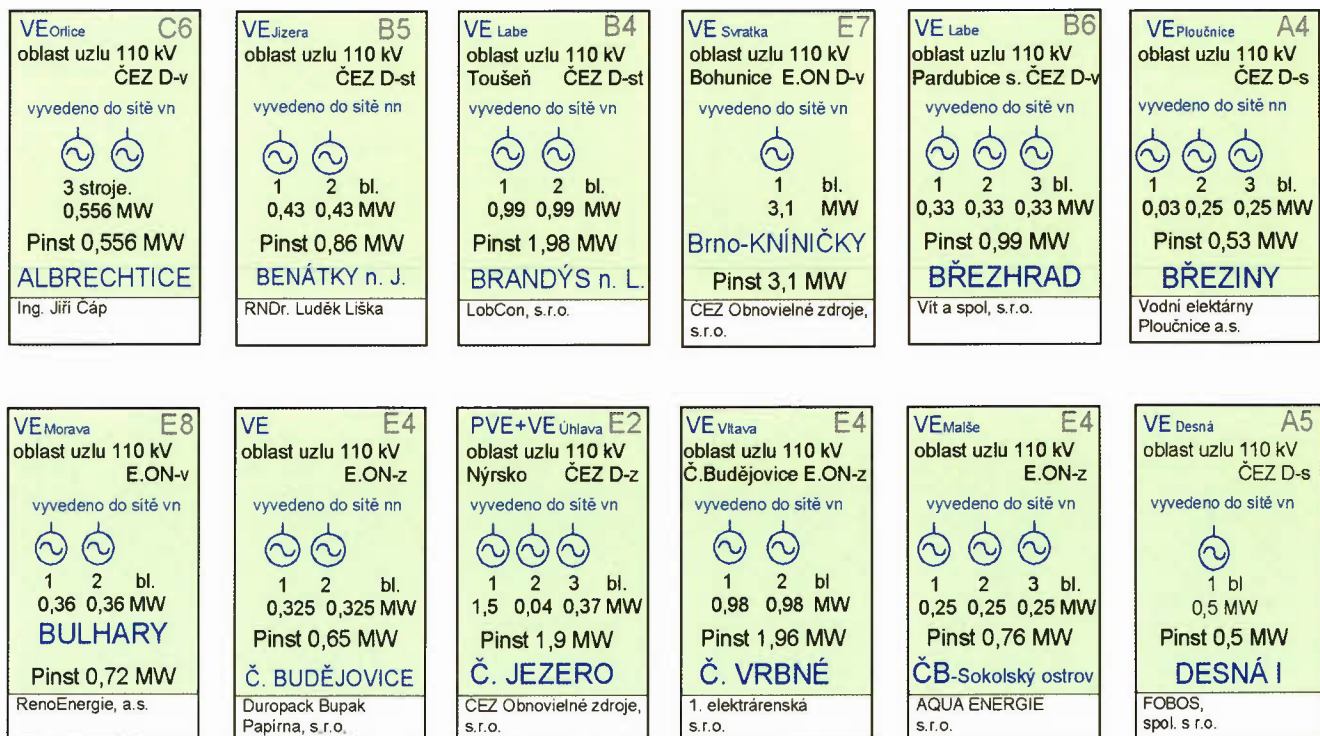 VE Orlice C6
oblast uzlu 110 kV
ČEZ D-v
vyvedeno do sítě vn
3 stroje.
0,556 MW
Pinst 0,556 MW
ALBRECHTICE
Ing. Jiří Čáp
VE Jizera B5
oblast uzlu 110 kV
ČEZ D-st
vyvedeno do sítě nn
1 2 bl.
0,43 0,43 MW
Pinst 0,86 MW
BENÁTKY n. J.
RNDr. Luděk Liška
VE Labe B4
oblast uzlu 110 kV
Toušeň ČEZ D-st
vyvedeno do sítě vn
1 2 bl.
0,99 0,99 MW
Pinst 1,98 MW
BRANDÝS n. L.
LobCon, s.r.o.
VE Svratka E7
oblast uzlu 110 kV
Bohunice E.ON D-v
vyvedeno do sítě vn
1 bl.
3,1 MW
Brno-KNÍNIČKY
Pinst 3,1 MW
ČEZ Obnovielné zdroje,
s.r.o.
VE Labe B6
oblast uzlu 110 kV
Pardubice s. ČEZ D-v
vyvedeno do sítě vn
1 2 3 bl.
0,33 0,33 0,33 MW
Pinst 0,99 MW
BŘEZHRAD
Vít a spol, s.r.o.
VE Ploučnice A4
oblast uzlu 110 kV
ČEZ D-s
vyvedeno do sítě nn
1 2 3 bl.
0,03 0,25 0,25 MW
Pinst 0,53 MW
BŘEZINY
Vodní elektárny
Ploučnice a.s.
VE Morava E8
oblast uzlu 110 kV
E.ON-v
vyvedeno do sítě vn
1 2 bl.
0,36 0,36 MW
BULHARY
Pinst 0,72 MW
RenoEnergie, a.s.
VE E4
oblast uzlu 110 kV
E.ON-z
vyvedeno do sítě nn
1 2 bl.
0,325 0,325 MW
Pinst 0,65 MW
Č. BUDĚJOVICE
Duropack Bupak
Papírna, s.r.o.
PVE+VE Úhlava E2
oblast uzlu 110 kV
Nýrsko ČEZ D-z
vyvedeno do sítě vn
1 2 3 bl.
1,5 0,04 0,37 MW
Pinst 1,9 MW
Č. JEZERO
ČEZ Obnovielné zdroje,
s.r.o.
VE Vltava E4
oblast uzlu 110 kV
Č.Budějovice E.ON-z
vyvedeno do sítě vn
1 2 bl
0,98 0,98 MW
Pinst 1,96 MW
Č. VRBNÉ
1. elektrárenská
s.r.o.
VE Malše E4
oblast uzlu 110 kV
E.ON-z
vyvedeno do sítě vn
1 2 3 bl.
0,25 0,25 0,25 MW
Pinst 0,76 MW
ČB-Sokolský ostrov
AQUA ENERGIE
s.r.o.
VE Desná A5
oblast uzlu 110 kV
ČEZ D-s
vyvedeno do sítě vn
1 bl
0,5 MW
Pinst 0,5 MW
DESNÁ I
FOBOS,
spol. s r.o.